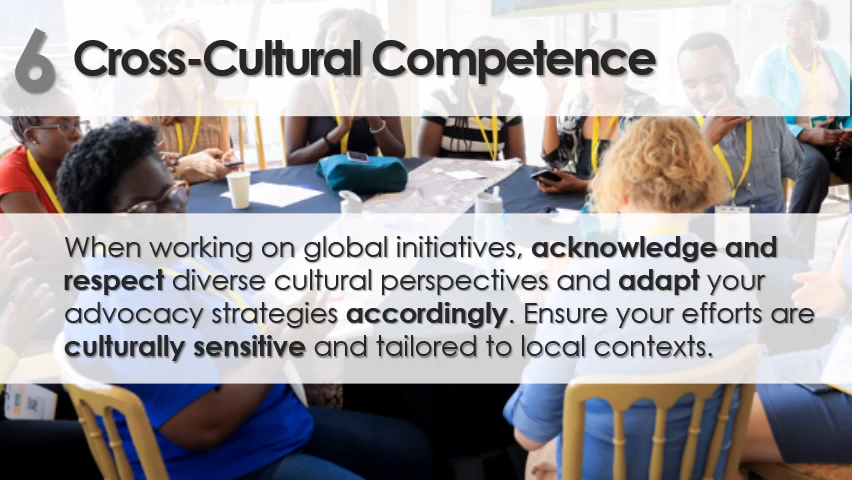 6 Cross-Cultural Competence
When working on global initiatives, acknowledge and
respect diverse cultural perspectives and adapt your
advocacy strategies accordingly. Ensure your efforts are
culturally sensitive and tailored to local contexts.